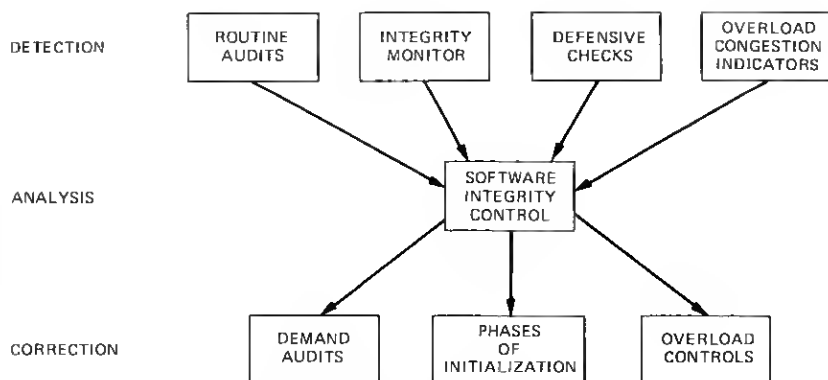 DETECTION
ROUTINE
AUDITS
INTEGRITY
MONITOR
DEFENSIVE
CHECKS
OVERLOAD
CONGESTION
INDICATORS
ANALYSIS
SOFTWARE
INTEGRITY
CONTROL
CORRECTION
DEMAND
AUDITS
PHASES
OF
INITIALIZATION
OVERLOAD
CONTROLS